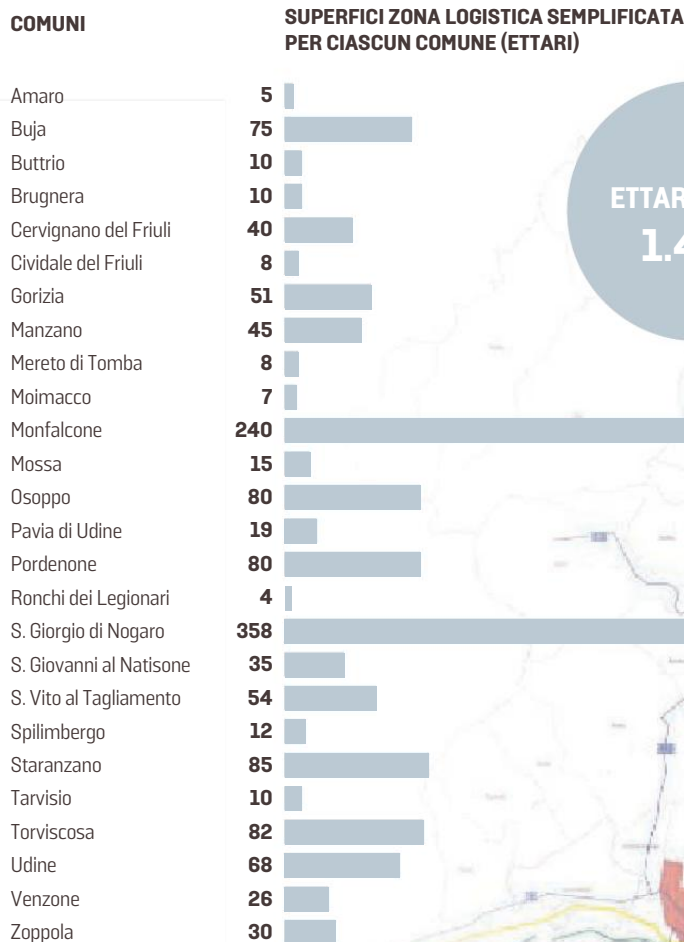 COMUNI
SUPERFICI ZONA LOGISTICA SEMPLIFICATA
PER CIASCUN COMUNE (ETTARI)
Amaro 5
Buja 75
Buttrio 10
Brugnera 10
Cervignano del Friuli 40
Cividale del Friuli 8
Gorizia 51
Manzano 45
Mereto di Tomba 8
Moimacco 7
Monfalcone 240
Mossa 15
Osoppo 80
Pavia di Udine 19
Pordenone 80
Ronchi dei Legionari 4
S. Giorgio di Nogaro 358
S. Giovanni al Natisone 35
S. Vito al Tagliamento 54
Spilimbergo 12
Staranzano 85
Tarvisio 10
Torviscosa 82
Udine 68
Venzone 26
Zoppola 30
ETTAR
1.4